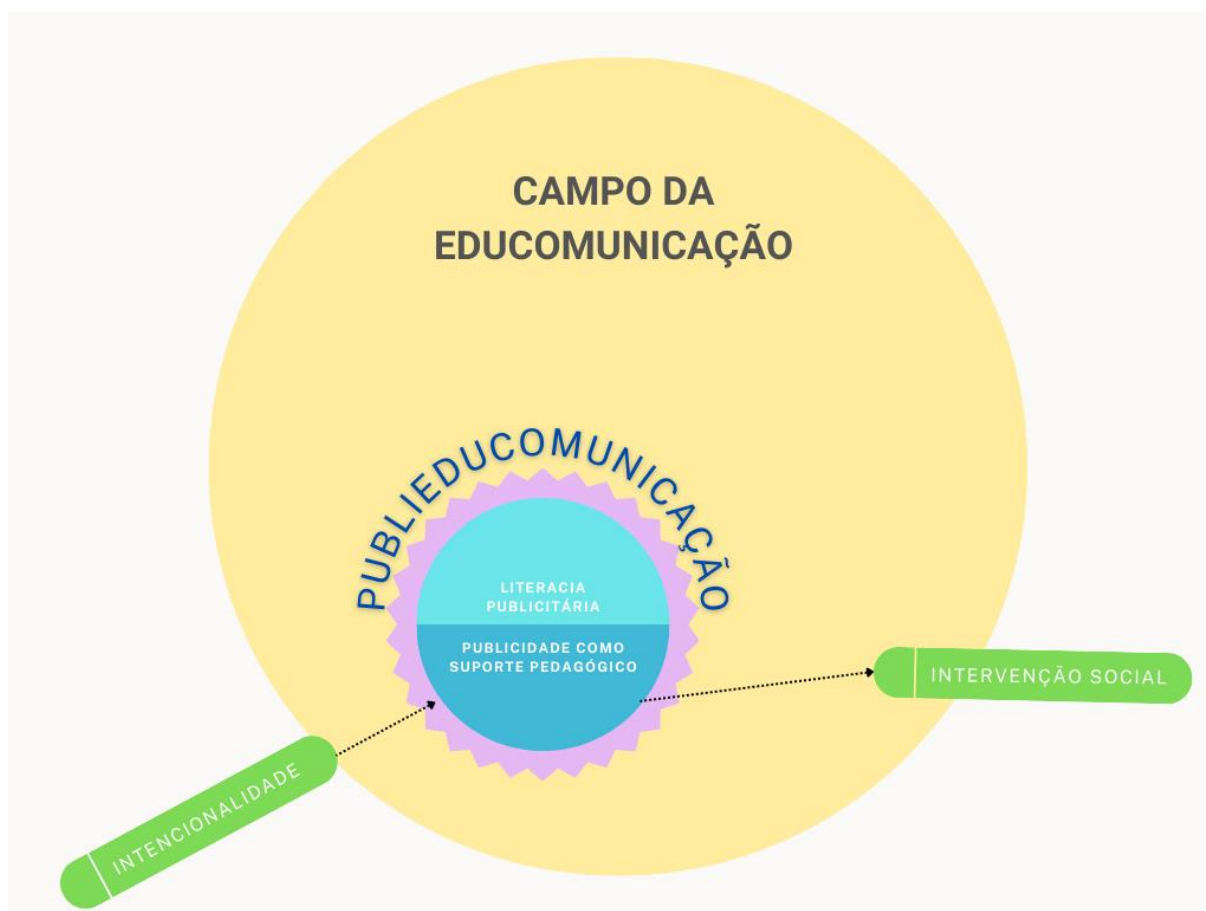 CAMPO DA
EDUCOMUNICAÇÃO
PUBLIEDUCOMUNICAÇÃO
LITERACIA
PUBLICITÁRIA
PUBLICIDADE COMO
SUPORTE PEDAGÓGICO
INTERVENÇÃO SOCIAL
INTENCIONALIDADE